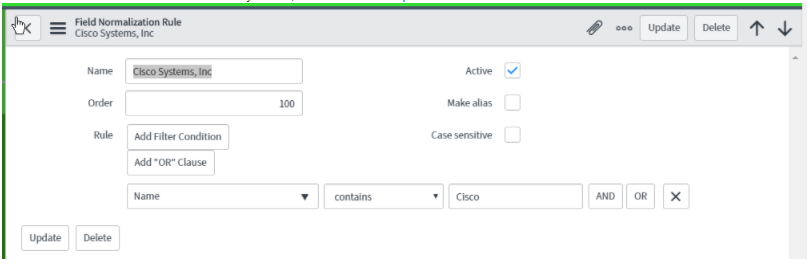 Field Normalization Rule
Cisco Systems, Inc
Update Delete
Name Cisco Systems, Inc Active
Order 100 Make alias
Rule Add Filter Condition Case sensitive
Add "OR" Clause
Name contains Cisco AND OR
Update Delete